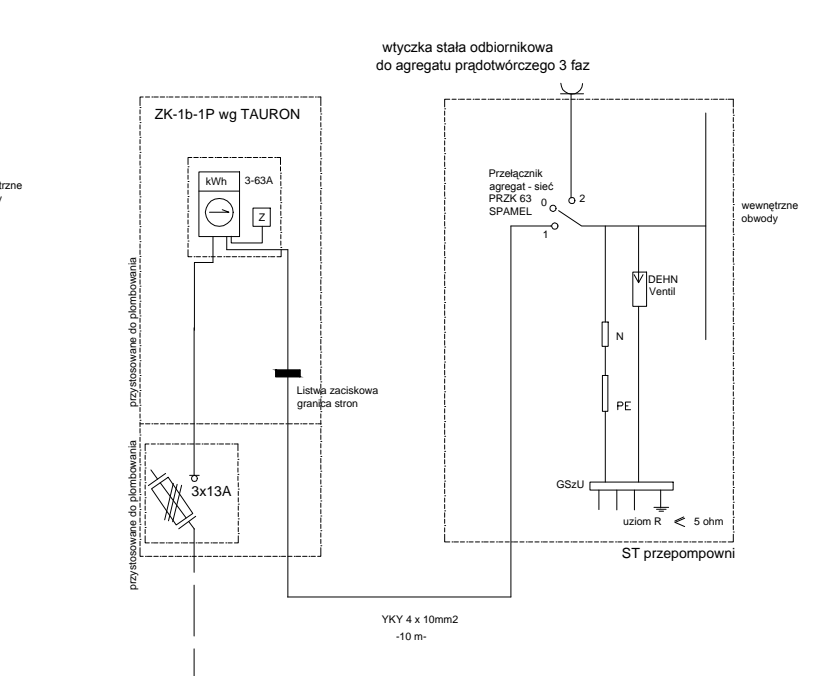 wtyczka stała odbiornikowa
do agregatu prądotwórczego 3 faz
ZK-1b-1P wg TAURON
kWh
3-63A
Z
przystosowane do plombowania
Listwa zaciskowa
granica stron
przystosowane do plombowania
3x13A
YKY 4 x 10mm2
-10 m-
Przełącznik
agregat - sieć
PRZK 63
SPAMEL
0
2
1
wewnętrzne
obwody
DEHN
Ventil
N
PE
GSzU
uziom R < 5 ohm
ST przepompowni